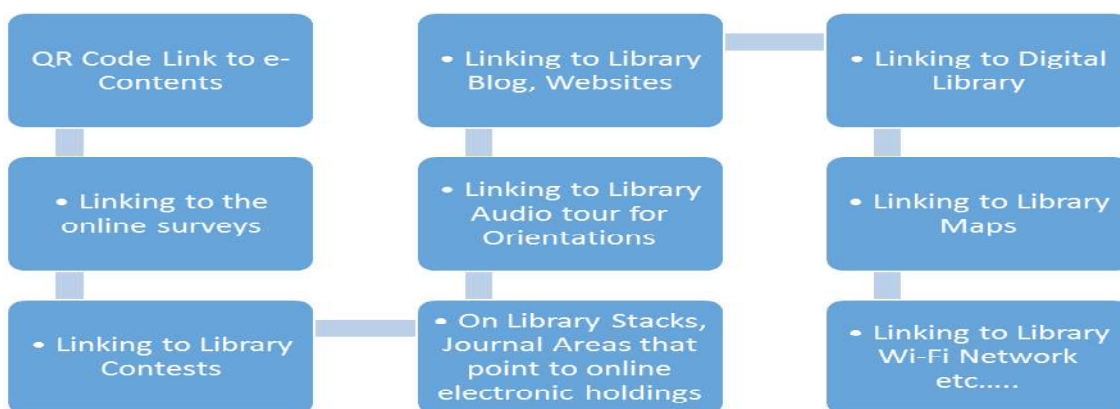 QR Code Link to e-
Contents
• Linking to the
online surveys
• Linking to Library
Contests
• On Library Stacks,
Journal Areas that
point to online
electronic holdings
• Linking to Library
Audio tour for
Orientations
• Linking to Library
Blog, Websites
• Linking to Digital
Library
• Linking to Library
Maps
• Linking to Library
Wi-Fi Network
etc.....